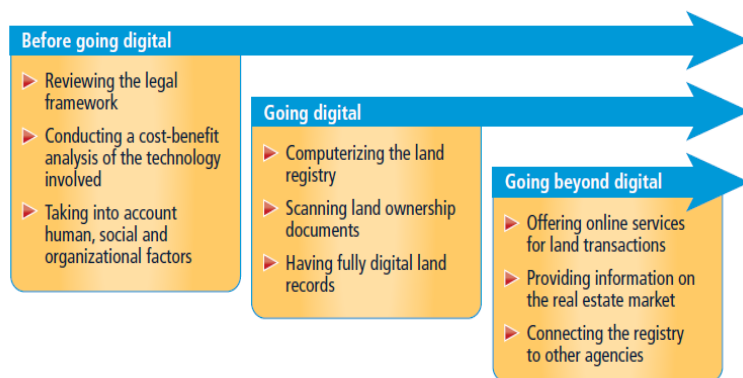 Before going digital
Reviewing the legal
framework
Conducting a cost-benefit
analysis of the technology
involved
Taking into account
human, social and
organizational factors
Going digital
Computerizing the land
registry
Scanning land ownership
documents
Having fully digital land
records
Going beyond digital
Offering online services
for land transactions
Providing information on
the real estate market
Connecting the registry
to other agencies